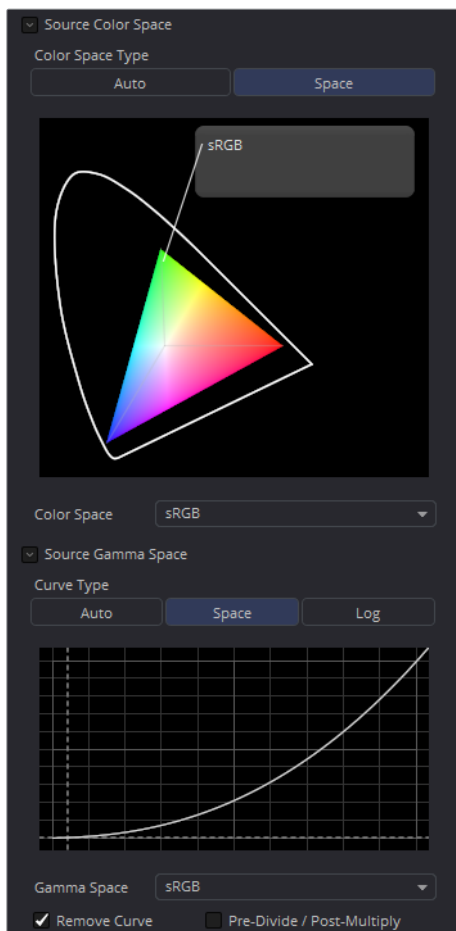 Source Color Space
Color Space Type
Auto Space
sRGB
Color Space sRGB
Source Gamma Space
Curve Type
Auto Space Log
Gamma Space sRGB
Remove Curve Pre-Divide / Post-Multiply